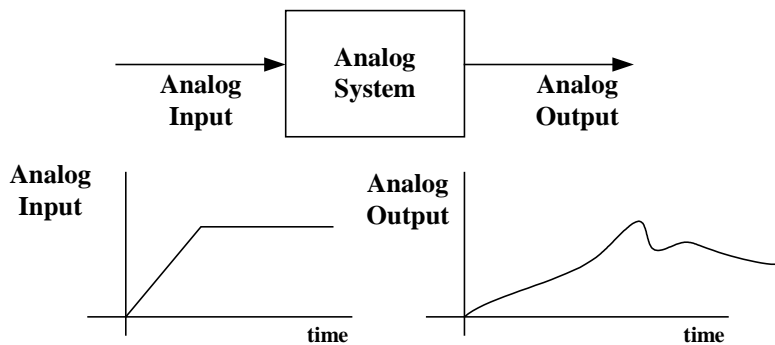 Analog
System
Analog
Input
Analog
Output
Analog
Input
time
Analog
Output
time